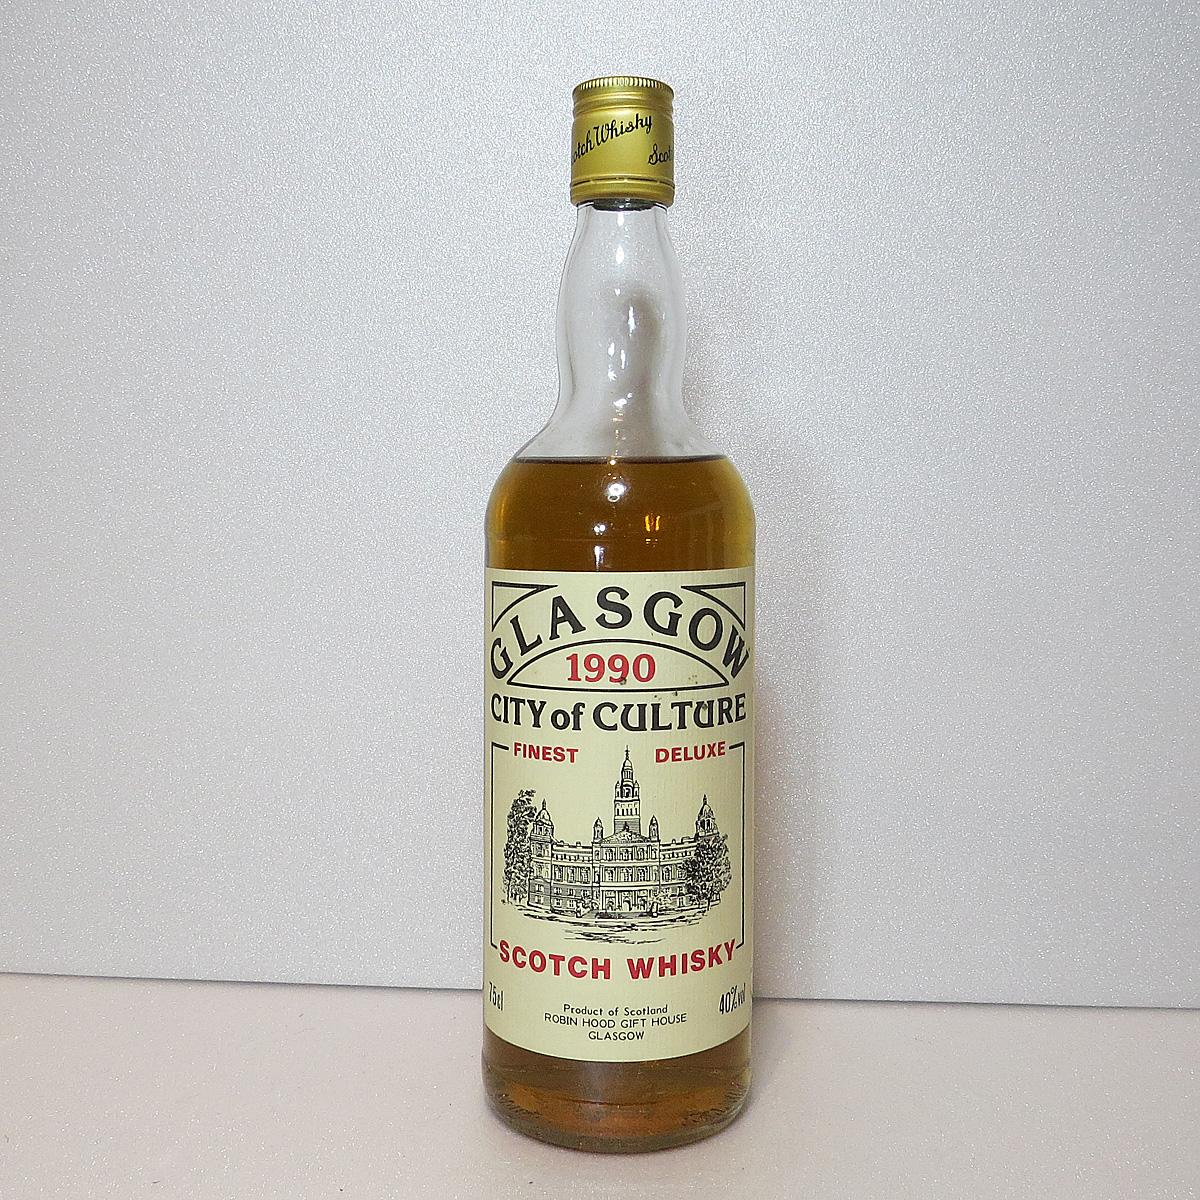 Whisky
GLASGOW
1990
CITY of CULTURE
FINEST DELUXE
SCOTCH WHISKY
75cl 40%vol
Product of Scotland
ROBIN HOOD GIFT HOUSE
GLASGOW